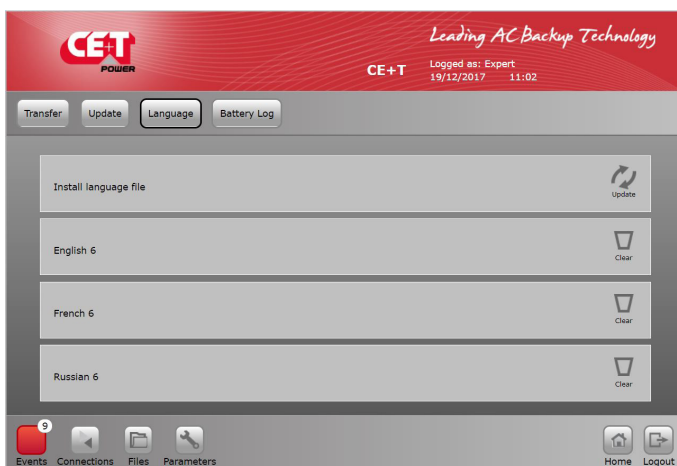 CE+T
POWER
Leading AC Backup Technology
CE+T
Logged as: Expert
19/12/2017 11:02
Transfer Update Language Battery Log
Install language file
Update
English 6
Clear
French 6
Clear
Russian 6
Clear
9
Events Connections Files Parameters Home Logout